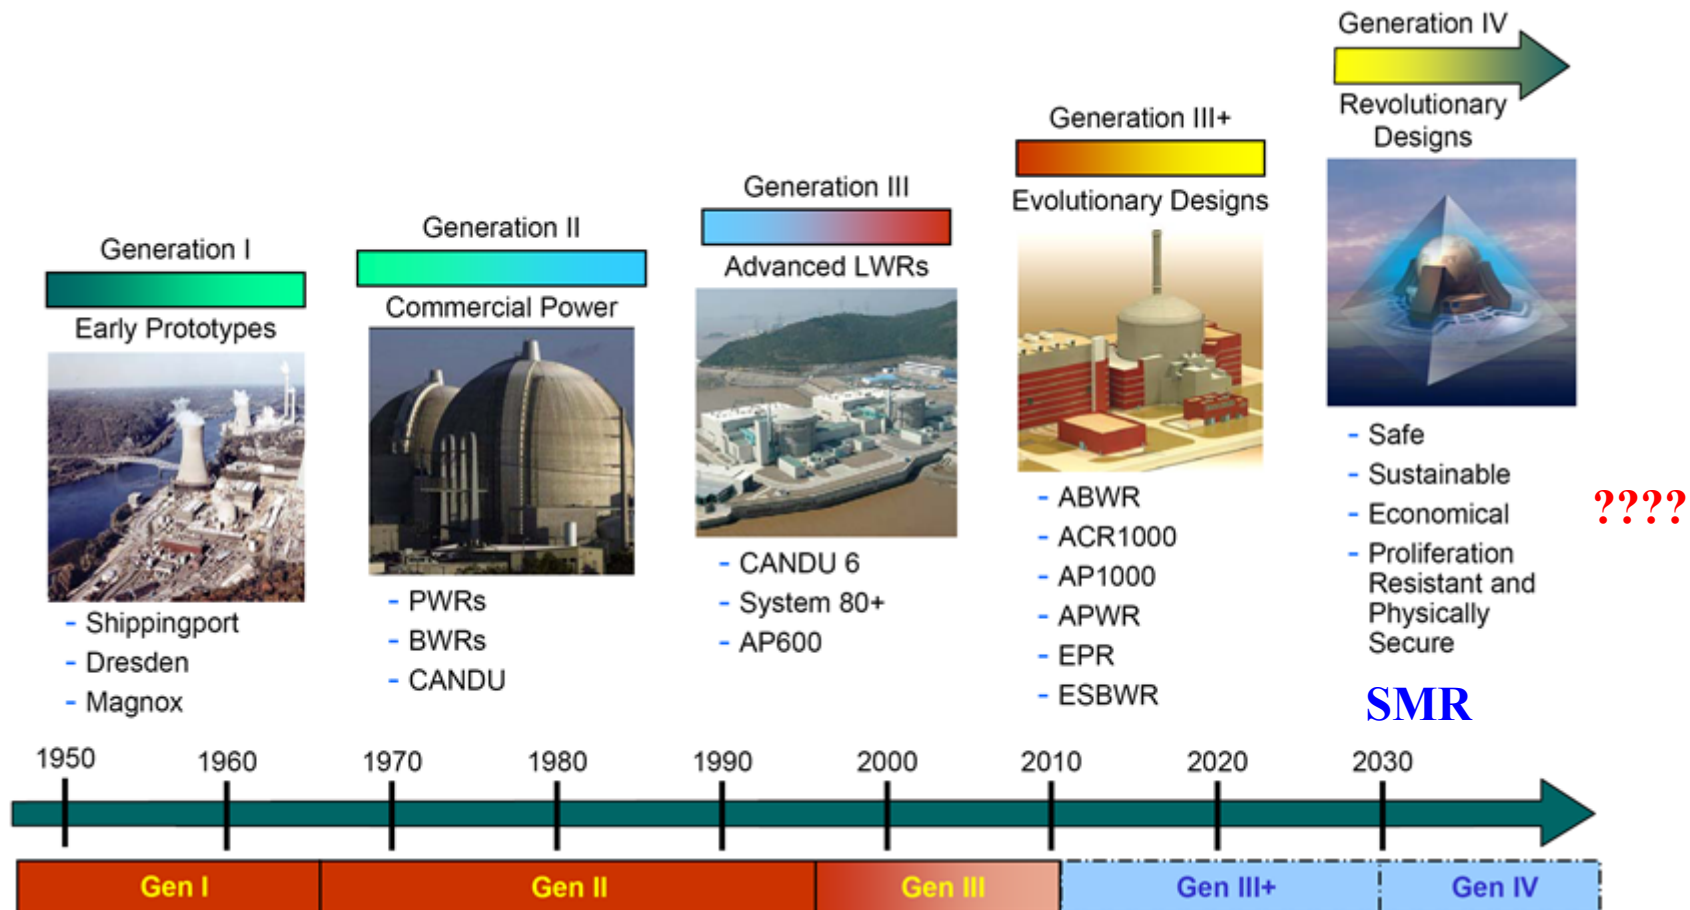 Generation I
Early Prototypes
- Shippingport
- Dresden
- Magnox
Generation II
Commercial Power
- PWRs
- BWRs
- CANDU
Generation III
Advanced LWRs
- CANDU 6
- System 80+
- AP600
Generation III+
Evolutionary Designs
- ABWR
- ACR1000
- AP1000
- APWR
- EPR
- ESBWR
Generation IV
Revolutionary
Designs
- Safe
- Sustainable
- Economical
- Proliferation
Resistant and
Physically
Secure
????
SMR
1950 1960 1970 1980 1990 2000 2010 2020 2030
Gen I Gen II Gen III Gen III+ Gen IV